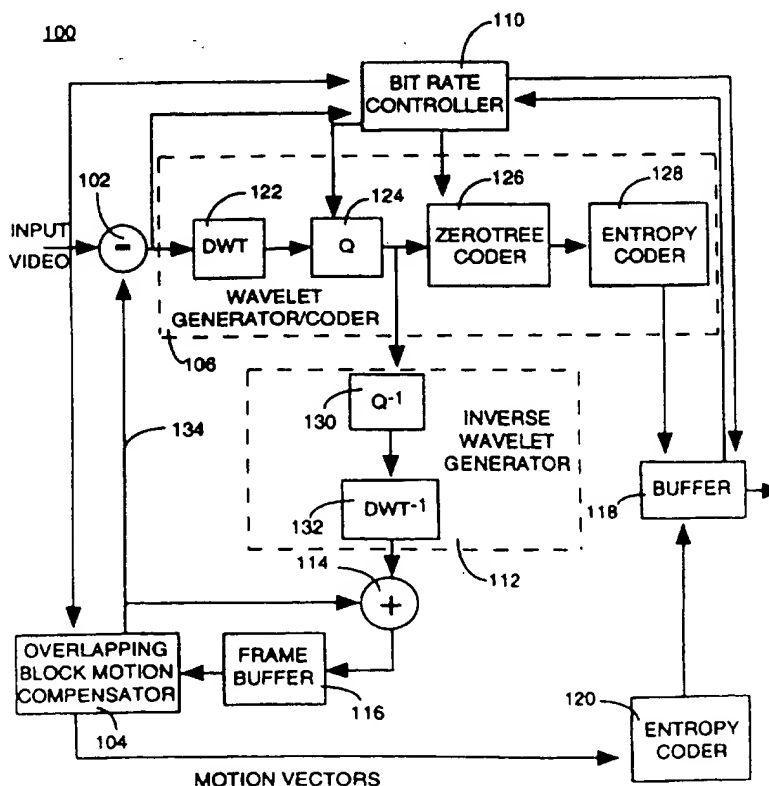 100
110
BIT RATE
CONTROLLER
102
122
124
126
128
INPUT
VIDEO
-
DWT
Q
ZEROTREE
CODER
ENTROPY
CODER
WAVELET
GENERATOR/CODER
106
130
Q-1
INVERSE
WAVELET
GENERATOR
134
132
DWT-1
118
BUFFER
112
114
+
OVERLAPPING
BLOCK MOTION
COMPENSATOR
104
FRAME
BUFFER
116
120
ENTROPY
CODER
MOTION VECTORS